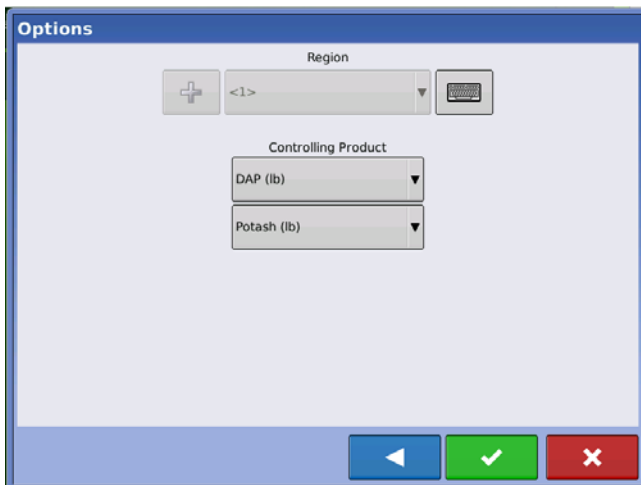 Options
Region
<1>
Controlling Product
DAP (lb)
Potash (lb)